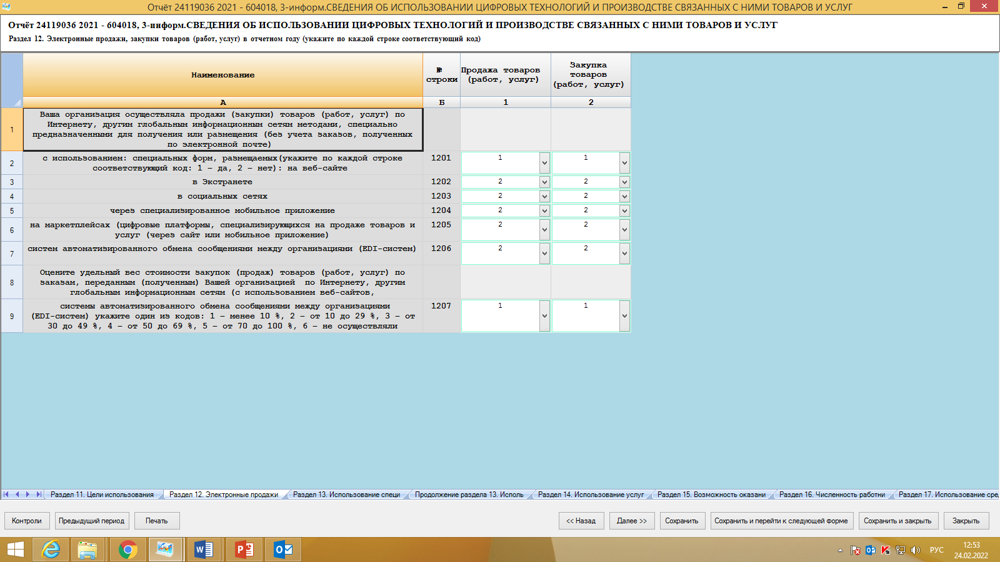 Отчёт 24119036 2021 - 604018, 3-информ.СВЕДЕНИЯ ОБ ИСПОЛЬЗОВАНИИ ЦИФРОВЫХ ТЕХНОЛОГИЙ И ПРОИЗВОДСТВЕ СВЯЗАННЫХ С НИМИ ТОВАРОВ И УСЛУГ
Отчёт 24119036 2021 - 604018, 3-информ.СВЕДЕНИЯ ОБ ИСПОЛЬЗОВАНИИ ЦИФРОВЫХ ТЕХНОЛОГИЙ И ПРОИЗВОДСТВЕ СВЯЗАННЫХ С НИМИ ТОВАРОВ И УСЛУГ
Раздел 12. Электронные продажи, закупки товаров (работ, услуг) в отчетном году (укажите по каждой строке соответствующий код)
Наименование
№ строки
Продажа товаров (работ, услуг)
Закупка товаров (работ, услуг)
А Б 1 2
1
Ваша организация осуществляла продажи (закупки) товаров (работ, услуг) по
Интернету, другим глобальным информационным сетям методами, специально
предназначенными для получения или размещения (без учета заказов, полученных
по электронной почте)
2
с использованием: специальных форм, размещаемых(укажите по каждой строке
соответствующий код: 1 – да, 2 – нет): на веб-сайте
1201 1 1
3 в Экстранете 1202 2 2
4 в социальных сетях 1203 2 2
5 через специализированное мобильное приложение 1204 2 2
6
на маркетплейсах (цифровые платформы, специализирующихся на продаже товаров и
услуг (через сайт или мобильное приложение)
1205 2 2
7 систем автоматизированного обмена сообщениями между организациями (EDI-систем) 1206 2 2
8
Оцените удельный вес стоимости закупок (продаж) товаров (работ, услуг) по
заказам, переданным (полученным) Вашей организацией по Интернету, другим
глобальным информационным сетям (с использованием веб-сайтов,
9
системы автоматизированного обмена сообщениями между организациями
(EDI-систем) укажите один из кодов: 1 – менее 10 %, 2 – от 10 до 29 %, 3 – от
30 до 49 %, 4 – от 50 до 69 %, 5 – от 70 до 100 %, 6 – не осуществляли
1207 1 1
Раздел 11. Цели использования Раздел 12. Электронные продажи Раздел 13. Использование специ Продолжение раздела 13. Исполь Раздел 14. Использование услуг Раздел 15. Возможность оказани Раздел 16. Численность работни Раздел 17. Использование сре
Контроли Предыдущий период Печать << Назад Далее >> Сохранить Сохранить и перейти к следующей форме Сохранить и закрыть Закрыть
РУС
12:53
24.02.2022